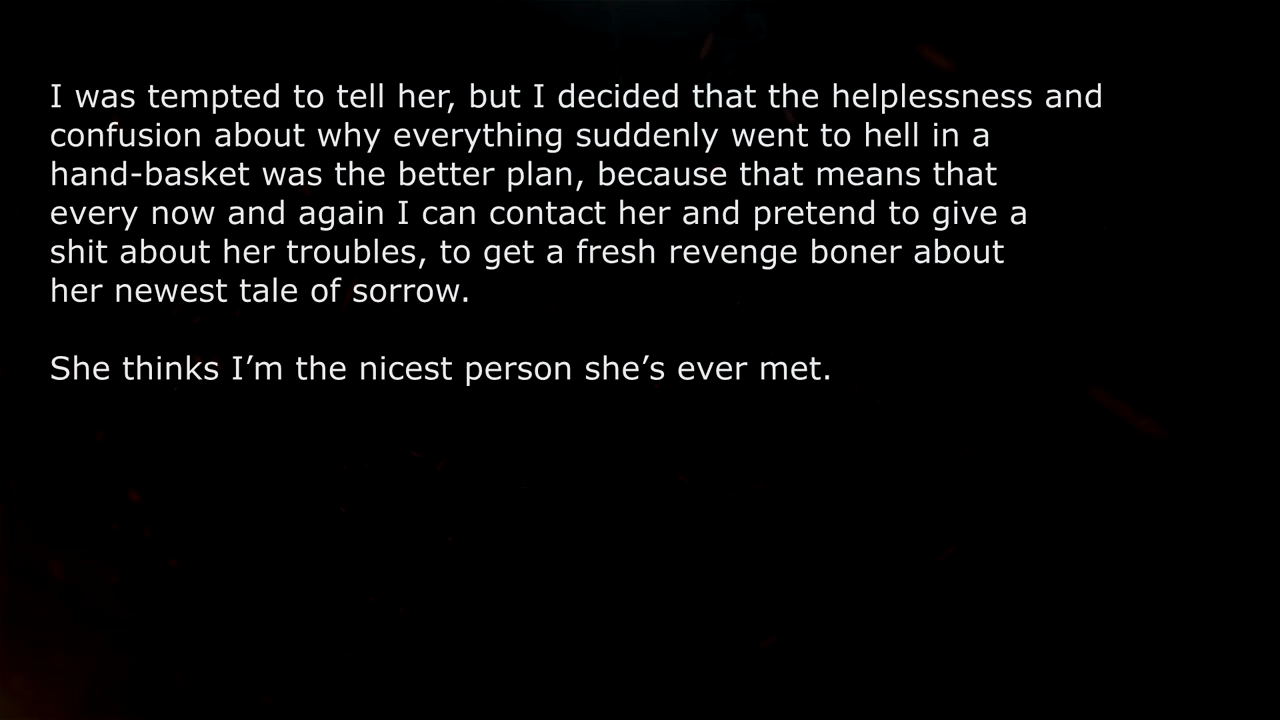 I was tempted to tell her, but I decided that the helplessness and
confusion about why everything suddenly went to hell in a
hand-basket was the better plan, because that means that
every now and again I can contact her and pretend to give a
shit about her troubles, to get a fresh revenge boner about
her newest tale of sorrow.
She thinks I’m the nicest person she’s ever met.